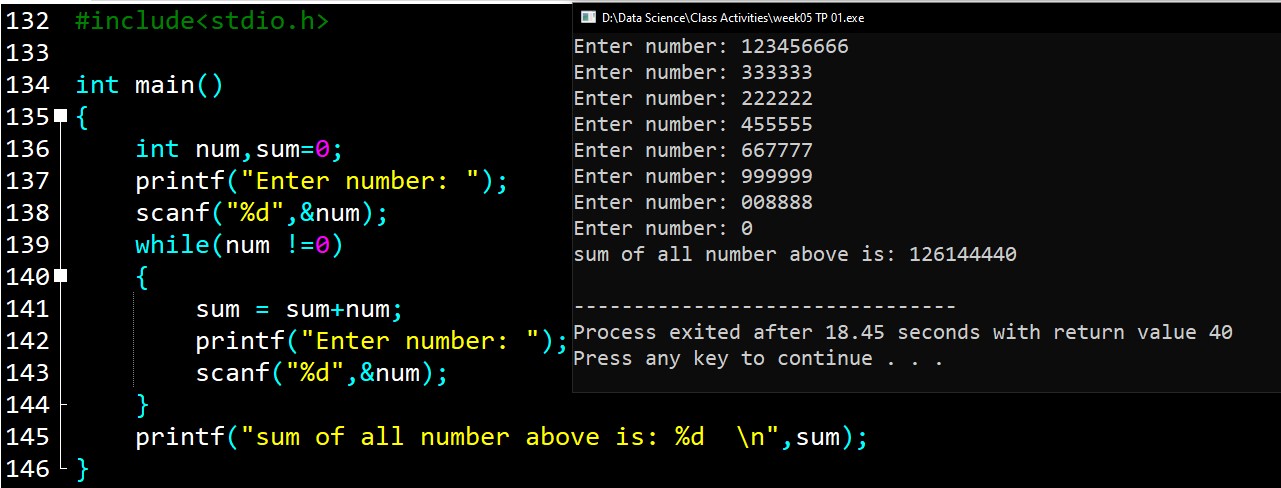 132 #include<stdio.h>
133
134 int main()
135 {
136 int num,sum=0;
137 printf("Enter number: ");
138 scanf("%d",&num);
139 while(num !=0)
140 {
141 sum = sum+num;
142 printf("Enter number: ");
143 scanf("%d",&num);
144 }
145 printf("sum of all number above is: %d  \n",sum);
146 }
D:\Data Science\Class Activities\week05 TP 01.exe
Enter number: 123456666
Enter number: 333333
Enter number: 222222
Enter number: 455555
Enter number: 667777
Enter number: 999999
Enter number: 008888
Enter number: 0
sum of all number above is: 126144440
--------------------------------
Process exited after 18.45 seconds with return value 40
Press any key to continue . . .